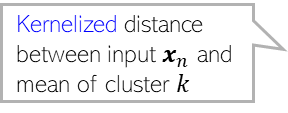 Kernelized distance
between input 𝒙ₙ and
mean of cluster 𝑘